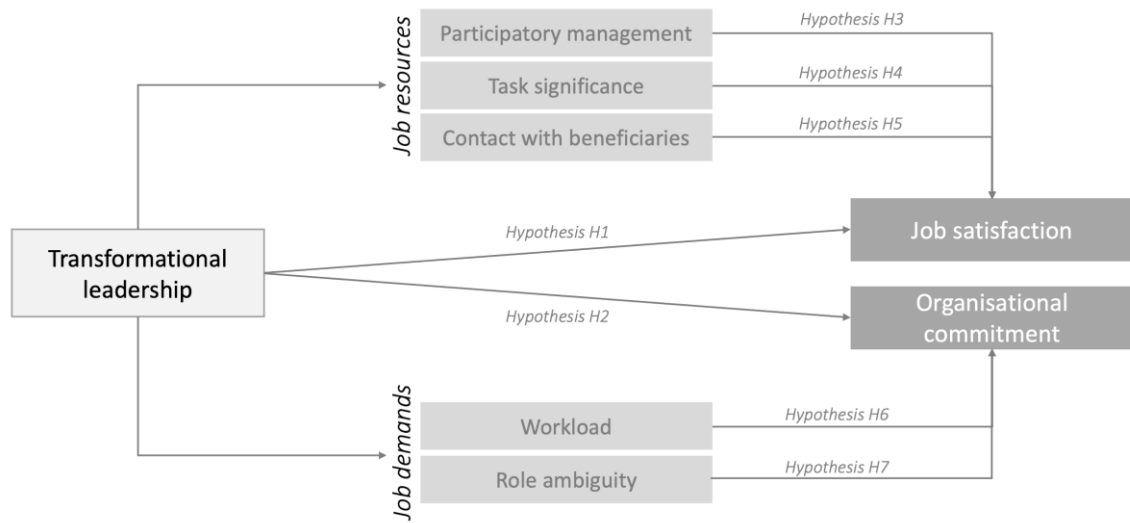 Job resources
Participatory management
Hypothesis H3
Task significance
Hypothesis H4
Contact with beneficiaries
Hypothesis H5
Transformational
leadership
Hypothesis H1
Job satisfaction
Hypothesis H2
Organisational
commitment
Job demands
Workload
Hypothesis H6
Role ambiguity
Hypothesis H7